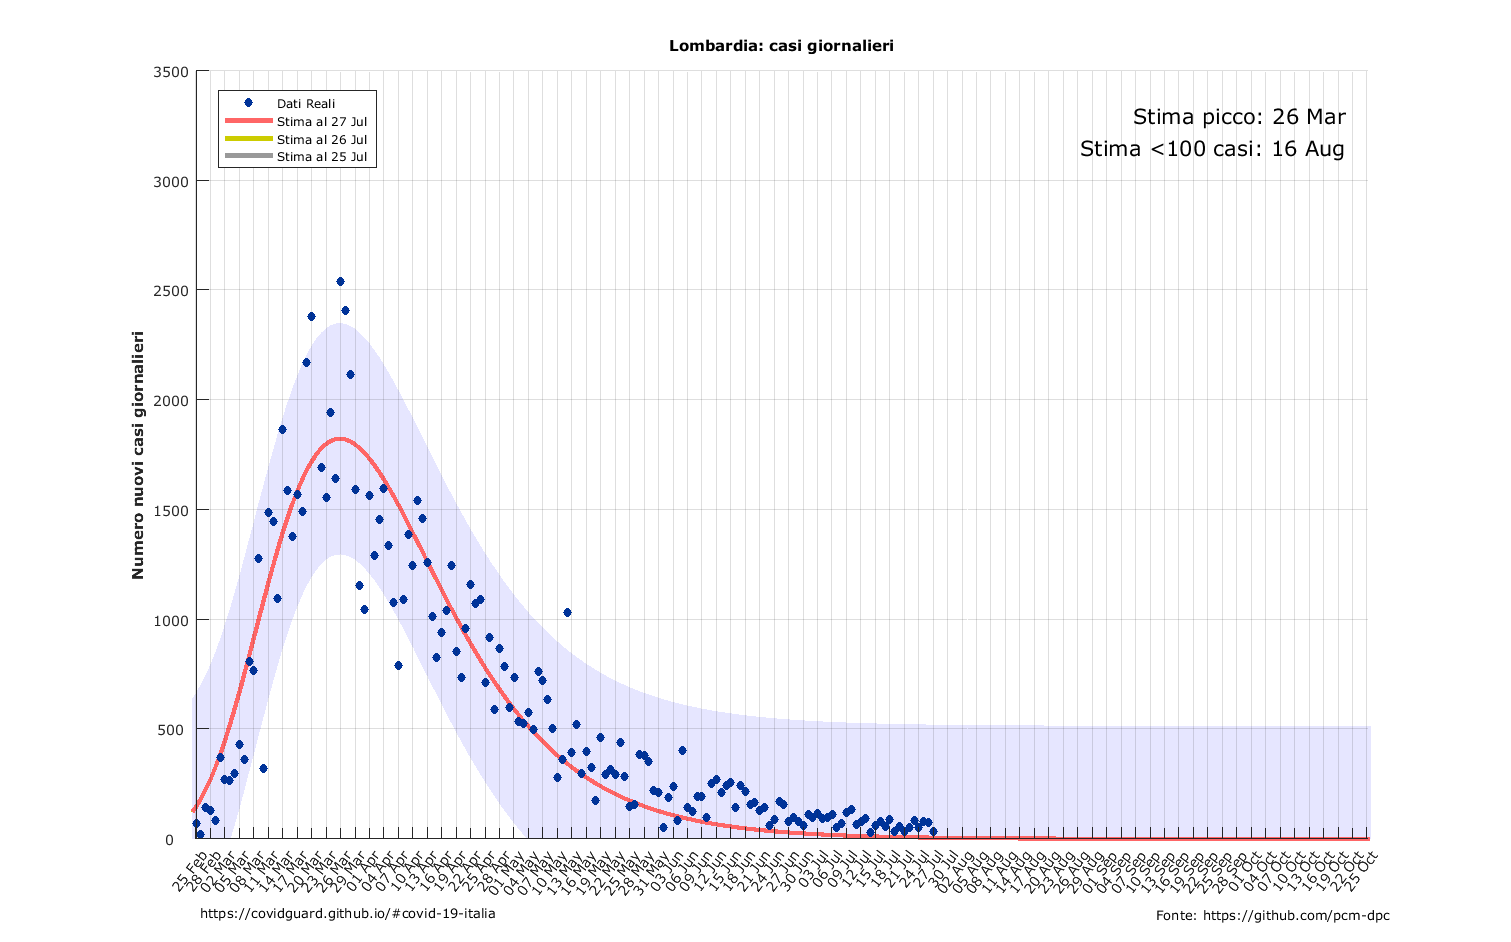 Lombardia: casi giornalieri
3500
3000
2500
2000
1500
1000
500
0
Numero nuovi casi giornalieri
Dati Reali
Stima al 27 Jul
Stima al 26 Jul
Stima al 25 Jul
Stima picco: 26 Mar
Stima <100 casi: 16 Aug
25 Feb
28 Feb
02 Mar
05 Mar
08 Mar
11 Mar
14 Mar
17 Mar
20 Mar
23 Mar
26 Mar
29 Mar
01 Apr
04 Apr
07 Apr
10 Apr
13 Apr
16 Apr
19 Apr
22 Apr
25 Apr
28 Apr
01 May
04 May
07 May
10 May
13 May
16 May
19 May
22 May
25 May
28 May
31 May
03 Jun
06 Jun
09 Jun
12 Jun
15 Jun
18 Jun
21 Jun
24 Jun
27 Jun
30 Jun
03 Jul
06 Jul
09 Jul
12 Jul
15 Jul
18 Jul
21 Jul
24 Jul
27 Jul
30 Jul
02 Aug
05 Aug
08 Aug
11 Aug
14 Aug
17 Aug
20 Aug
23 Aug
26 Aug
29 Aug
01 Sep
04 Sep
07 Sep
10 Sep
13 Sep
16 Sep
19 Sep
22 Sep
25 Sep
28 Sep
01 Oct
04 Oct
07 Oct
10 Oct
13 Oct
16 Oct
19 Oct
22 Oct
25 Oct
https://covidguard.github.io/#covid-19-italia
Fonte: https://github.com/pcm-dpc